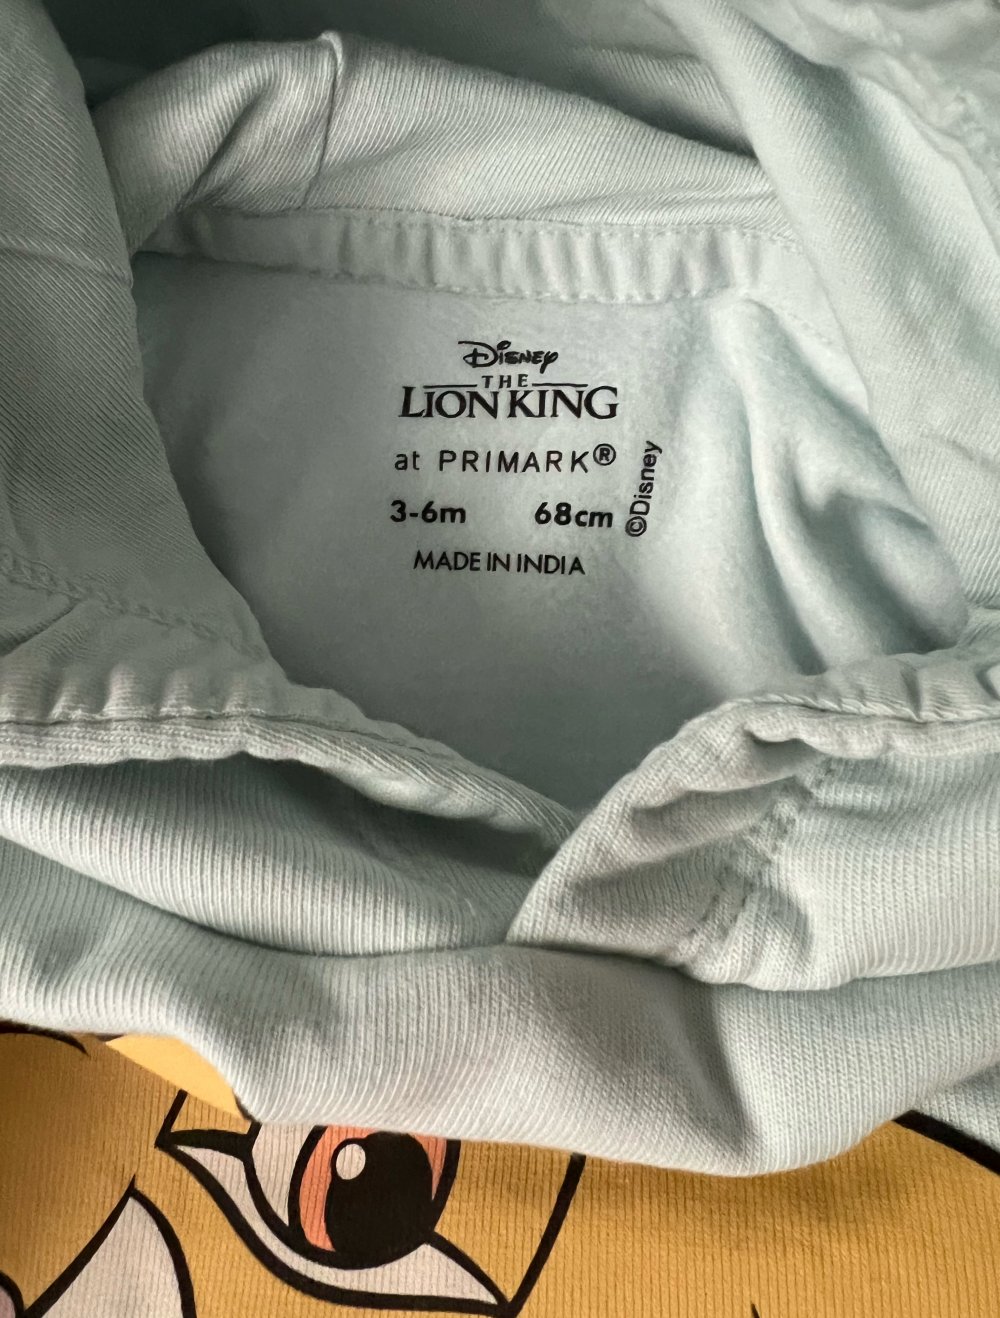 Disney
THE
LION KING
at PRIMARK®
3-6m 68cm
©Disney
MADE IN INDIA